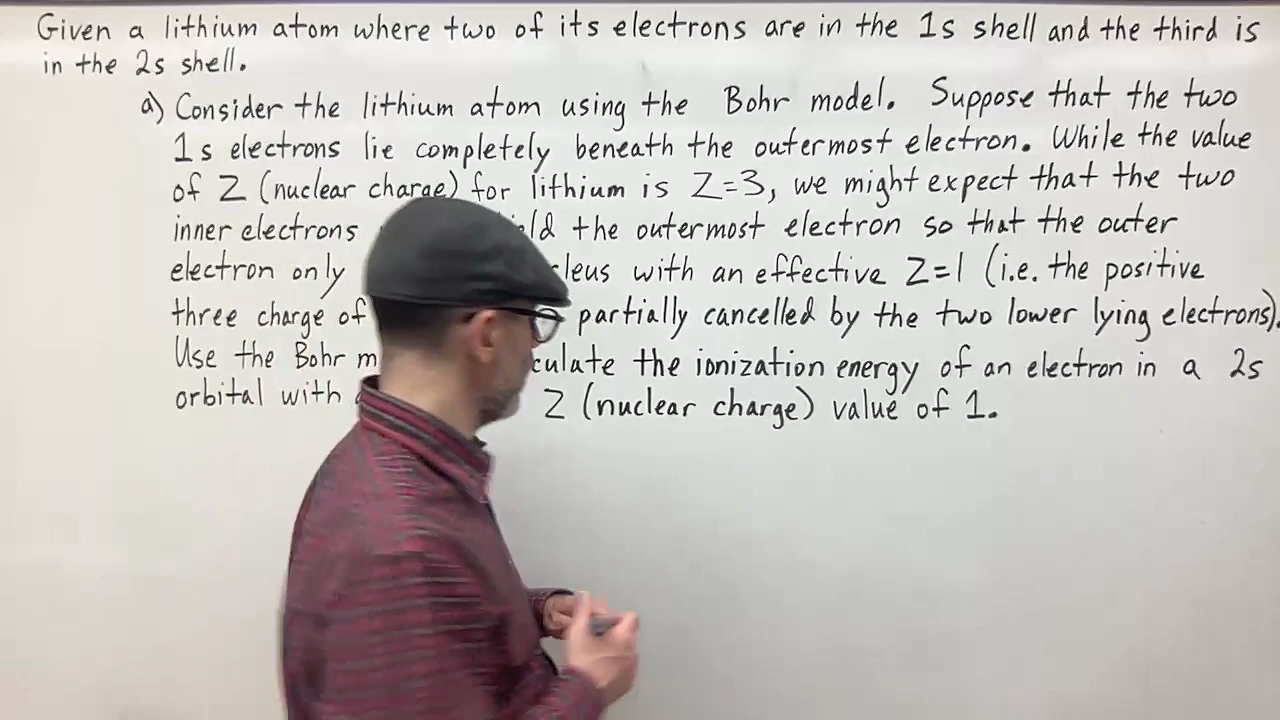 Given a lithium atom where two of its electrons are in the 1s shell and the third is
in the 2s shell.
a) Consider the lithium atom using the Bohr model. Suppose that the two
1s electrons lie completely beneath the outermost electron. While the value
of Z (nuclear charge) for lithium is Z=3, we might expect that the two
inner electrons the outermost electron so that the outer
electron only with an effective Z=1 (i.e. the positive
three charge of partially cancelled by the two lower lying electrons).
Use the Bohr the ionization energy of an electron in a 2s
orbital with Z (nuclear charge) value of 1.